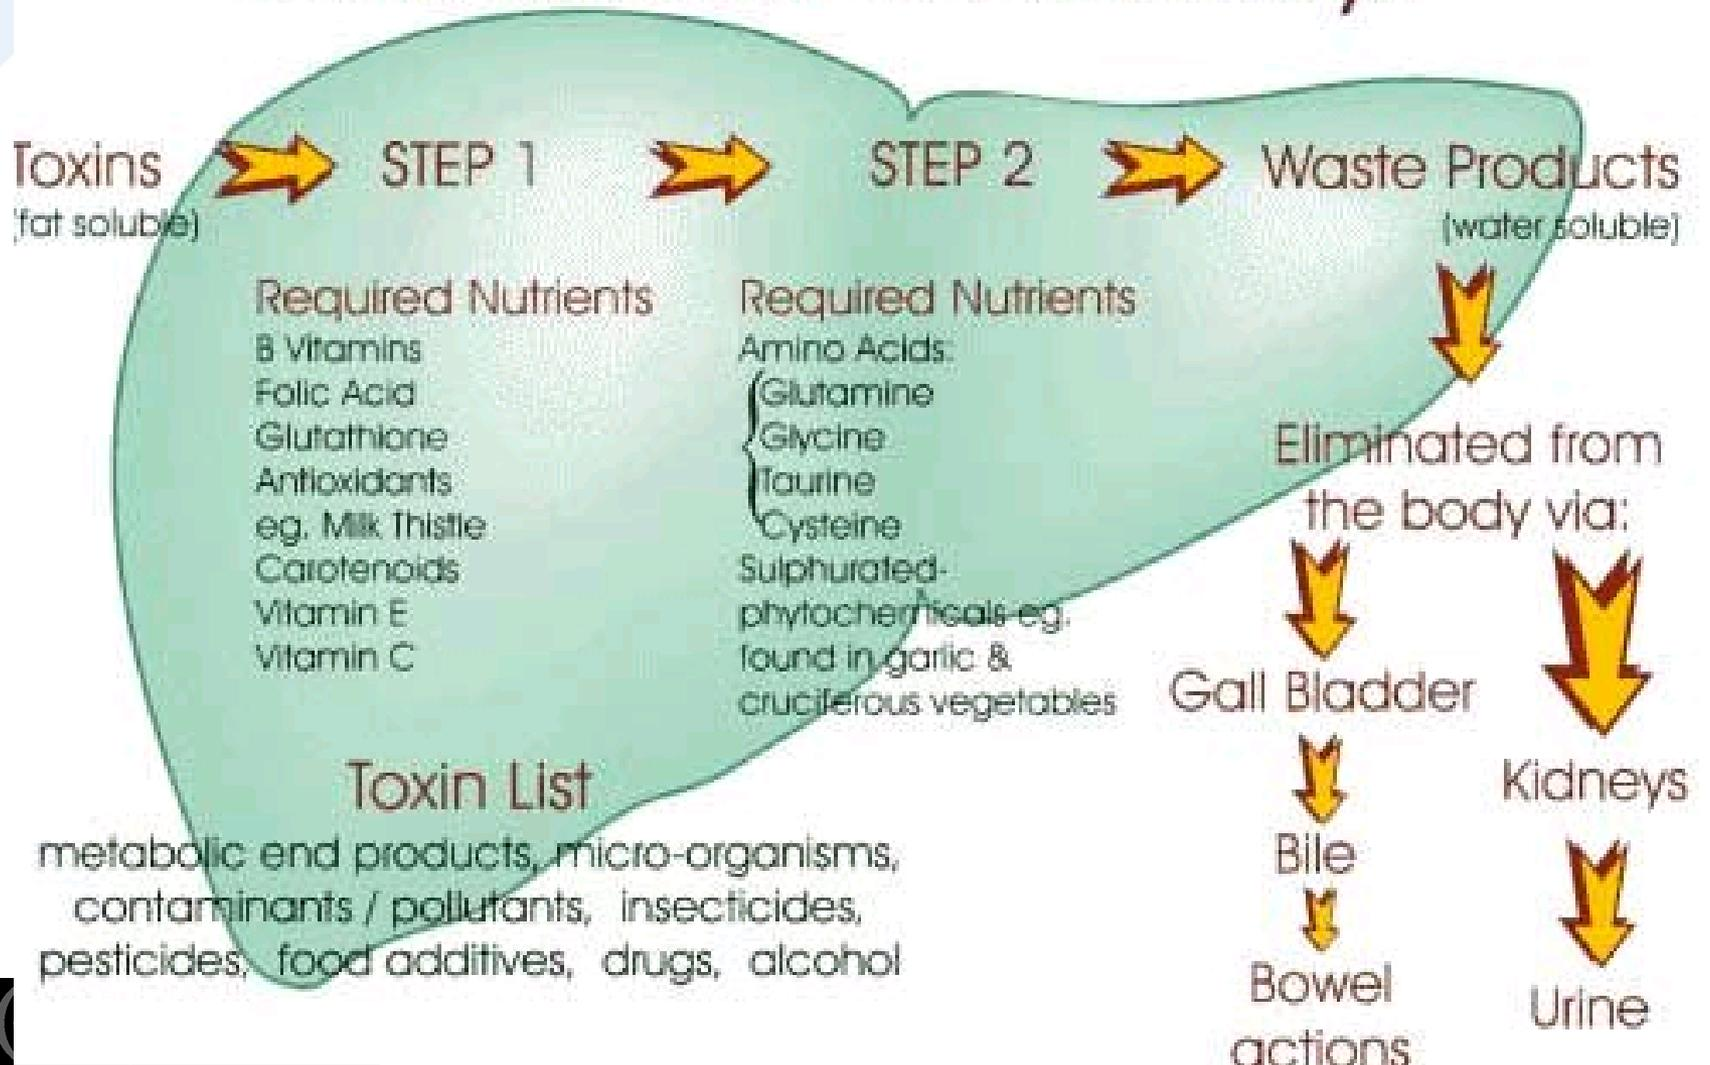 Toxins
(fat soluble)
STEP 1
STEP 2
Waste Products
(water soluble)
Required Nutrients
B Vitamins
Folic Acid
Glutathione
Antioxidants
eg. Milk Thistle
Carotenoids
Vitamin E
Vitamin C
Required Nutrients
Amino Acids:
Glutamine
Glycine
Taurine
Cysteine
Sulphurated-
phytochemicals eg.
found in garlic &
cruciferous vegetables
Eliminated from
the body via:
Gall Bladder
Bile
Bowel
actions
Kidneys
Urine
Toxin List
metabolic end products, micro-organisms,
contaminants / pollutants, insecticides,
pesticides, food additives, drugs, alcohol